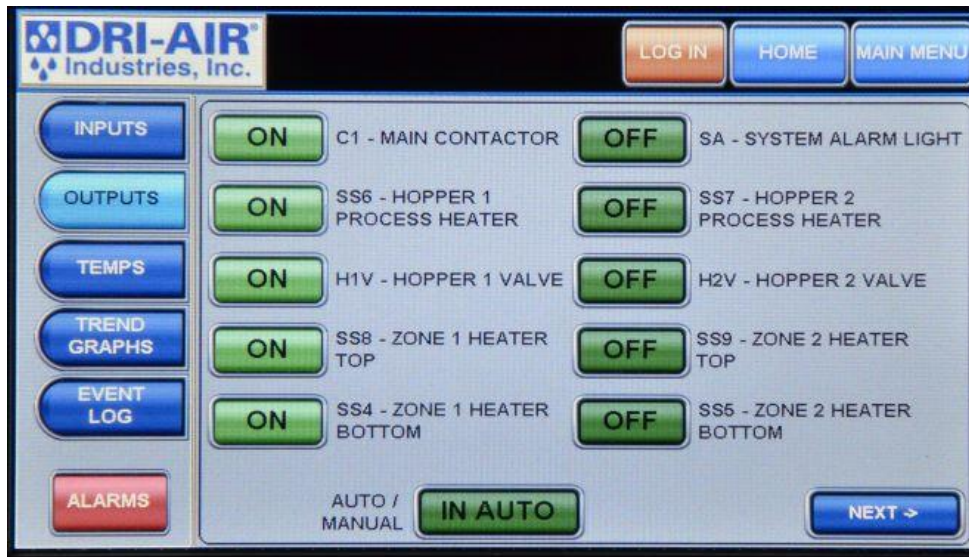 DRI-AIR®
Industries, Inc.
LOG IN
HOME
MAIN MENU
INPUTS
OUTPUTS
TEMPS
TREND
GRAPHS
EVENT
LOG
ALARMS
ON
C1 - MAIN CONTACTOR
OFF
SA - SYSTEM ALARM LIGHT
ON
SS6 - HOPPER 1
PROCESS HEATER
OFF
SS7 - HOPPER 2
PROCESS HEATER
ON
H1V - HOPPER 1 VALVE
OFF
H2V - HOPPER 2 VALVE
ON
SS8 - ZONE 1 HEATER
TOP
OFF
SS9 - ZONE 2 HEATER
TOP
ON
SS4 - ZONE 1 HEATER
BOTTOM
OFF
SS5 - ZONE 2 HEATER
BOTTOM
AUTO /
MANUAL
IN AUTO
NEXT ->